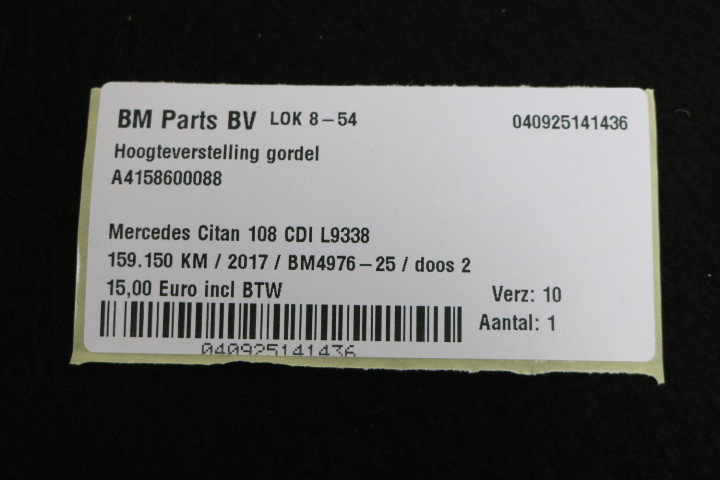 BM Parts BV LOK 8-54 040925141436
Hoogteverstelling gordel
A4158600088
Mercedes Citan 108 CDI L9338
159.150 KM / 2017 / BM4976-25 / doos 2
15,00 Euro incl BTW Verz: 10
Aantal: 1
040925141436